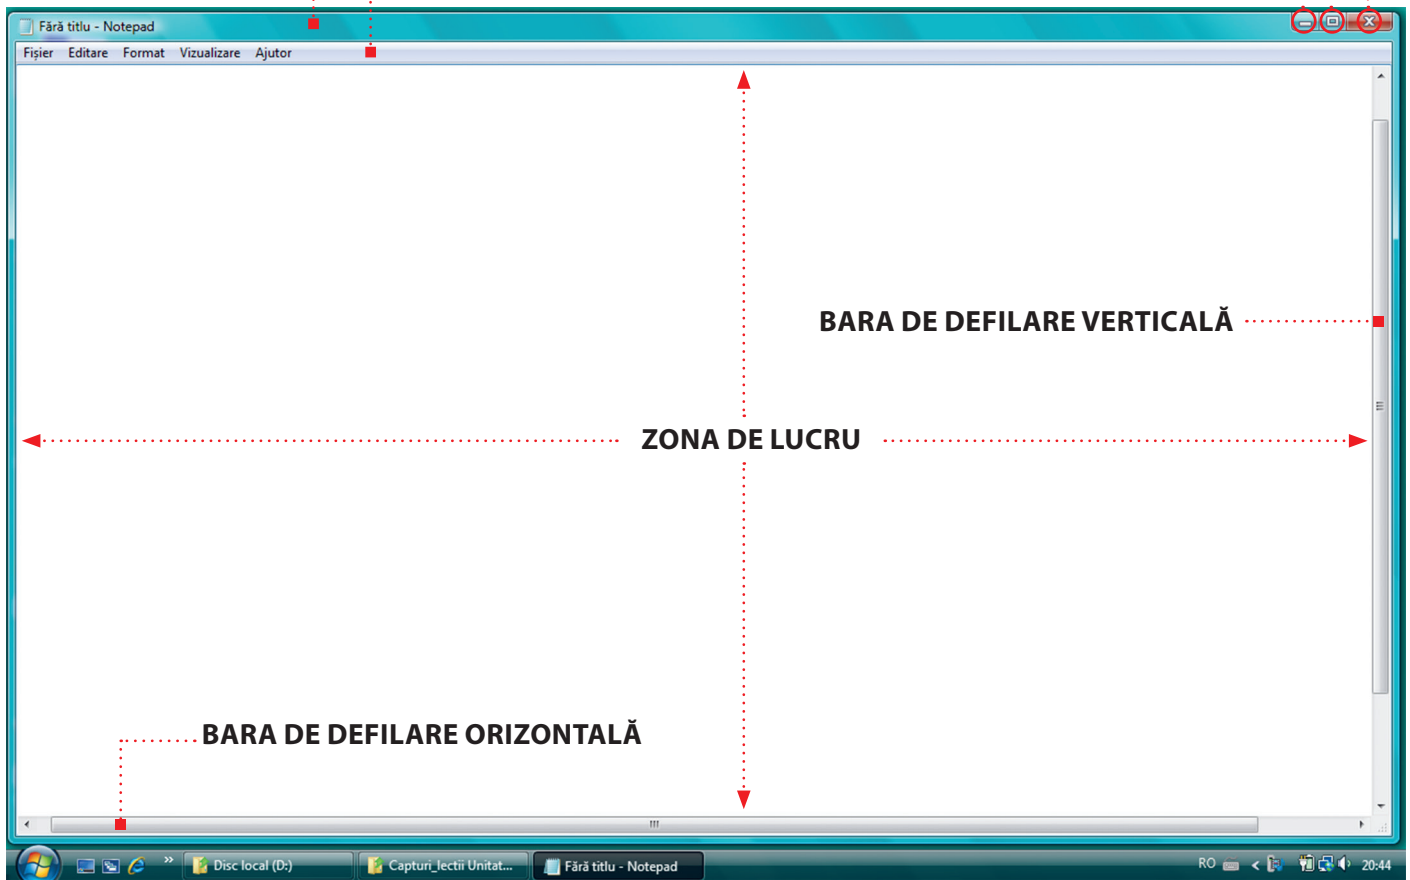 Fără titlu - Notepad
Fișier Editare Format Vizualizare Ajutor
BARA DE DEFILARE VERTICALĂ
ZONA DE LUCRU
BARA DE DEFILARE ORIZONTALĂ
» Disc local (D:) Capturi_lectii Unitat... Fără titlu - Notepad RO < 20:44